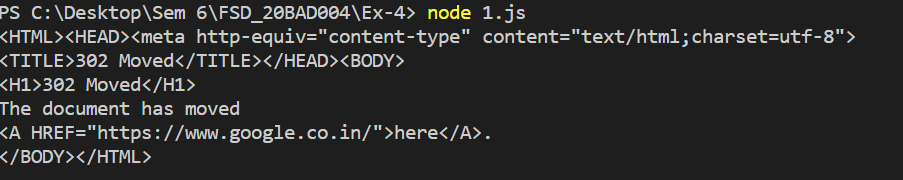 PS C:\Desktop\Sem 6\FSD_20BAD004\Ex-4> node 1.js
<HTML><HEAD><meta http-equiv="content-type" content="text/html;charset=utf-8">
<TITLE>302 Moved</TITLE></HEAD><BODY>
<H1>302 Moved</H1>
The document has moved
<A HREF="https://www.google.co.in/">here</A>.
</BODY></HTML>